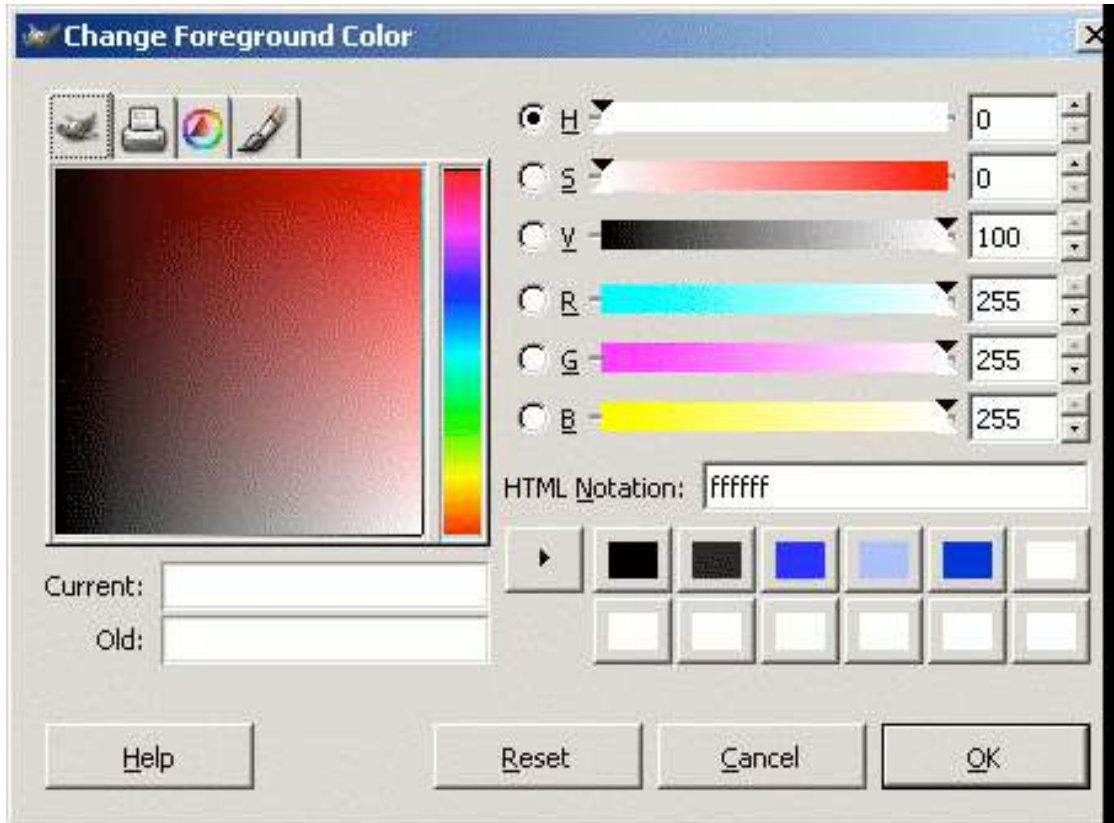 Change Foreground Color
H 0
S 0
V 100
R 255
G 255
B 255
HTML Notation: ffffff
Current:
Old:
Help Reset Cancel OK